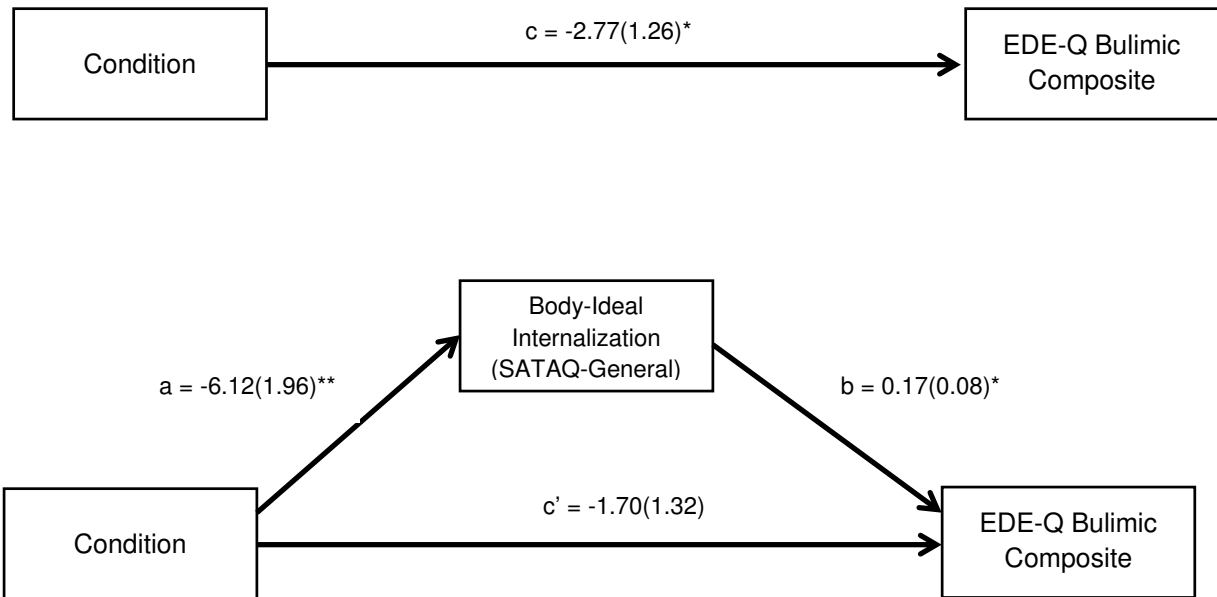 c = -2.77(1.26)*
Condition
EDE-Q Bulimic
Composite
Body-Ideal
Internalization
(SATAQ-General)
a = -6.12(1.96)**
b = 0.17(0.08)*
c’ = -1.70(1.32)
Condition
EDE-Q Bulimic
Composite